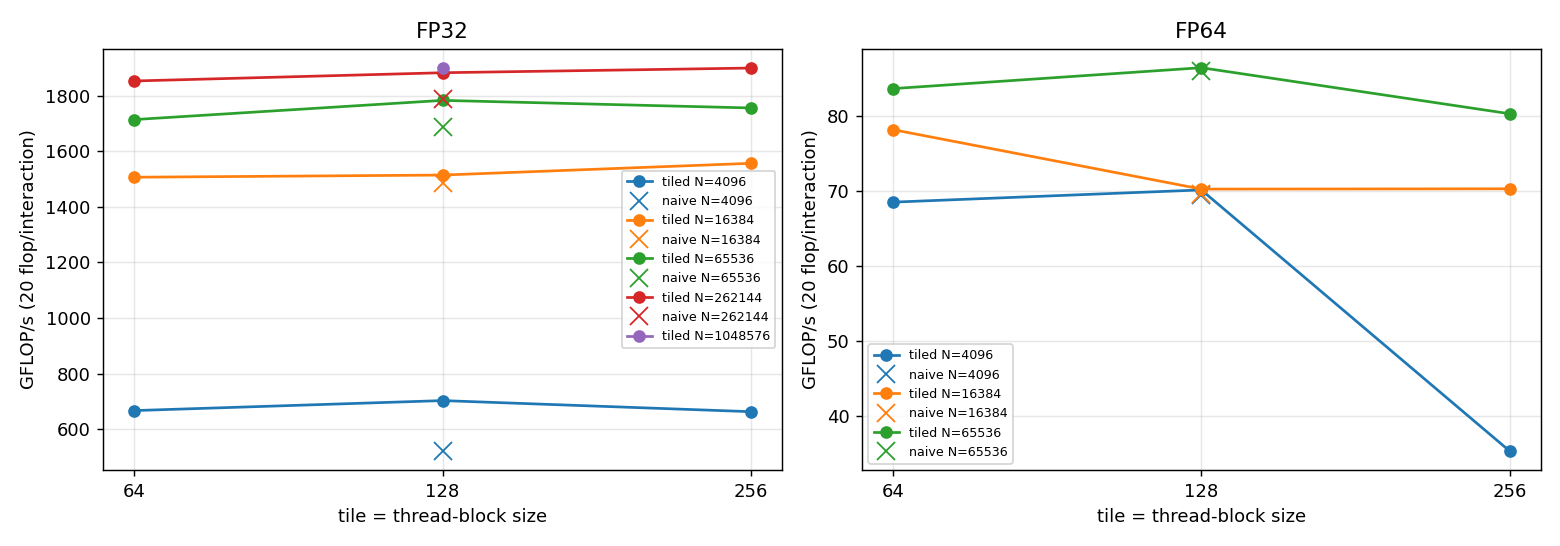 FP32
GFLOP/s (20 flop/interaction)
1800
1600
1400
1200
1000
800
600
64
128
256
tile = thread-block size
tiled N=4096
naive N=4096
tiled N=16384
naive N=16384
tiled N=65536
naive N=65536
tiled N=262144
naive N=262144
tiled N=1048576
FP64
GFLOP/s (20 flop/interaction)
80
70
60
50
40
64
128
256
tile = thread-block size
tiled N=4096
naive N=4096
tiled N=16384
naive N=16384
tiled N=65536
naive N=65536